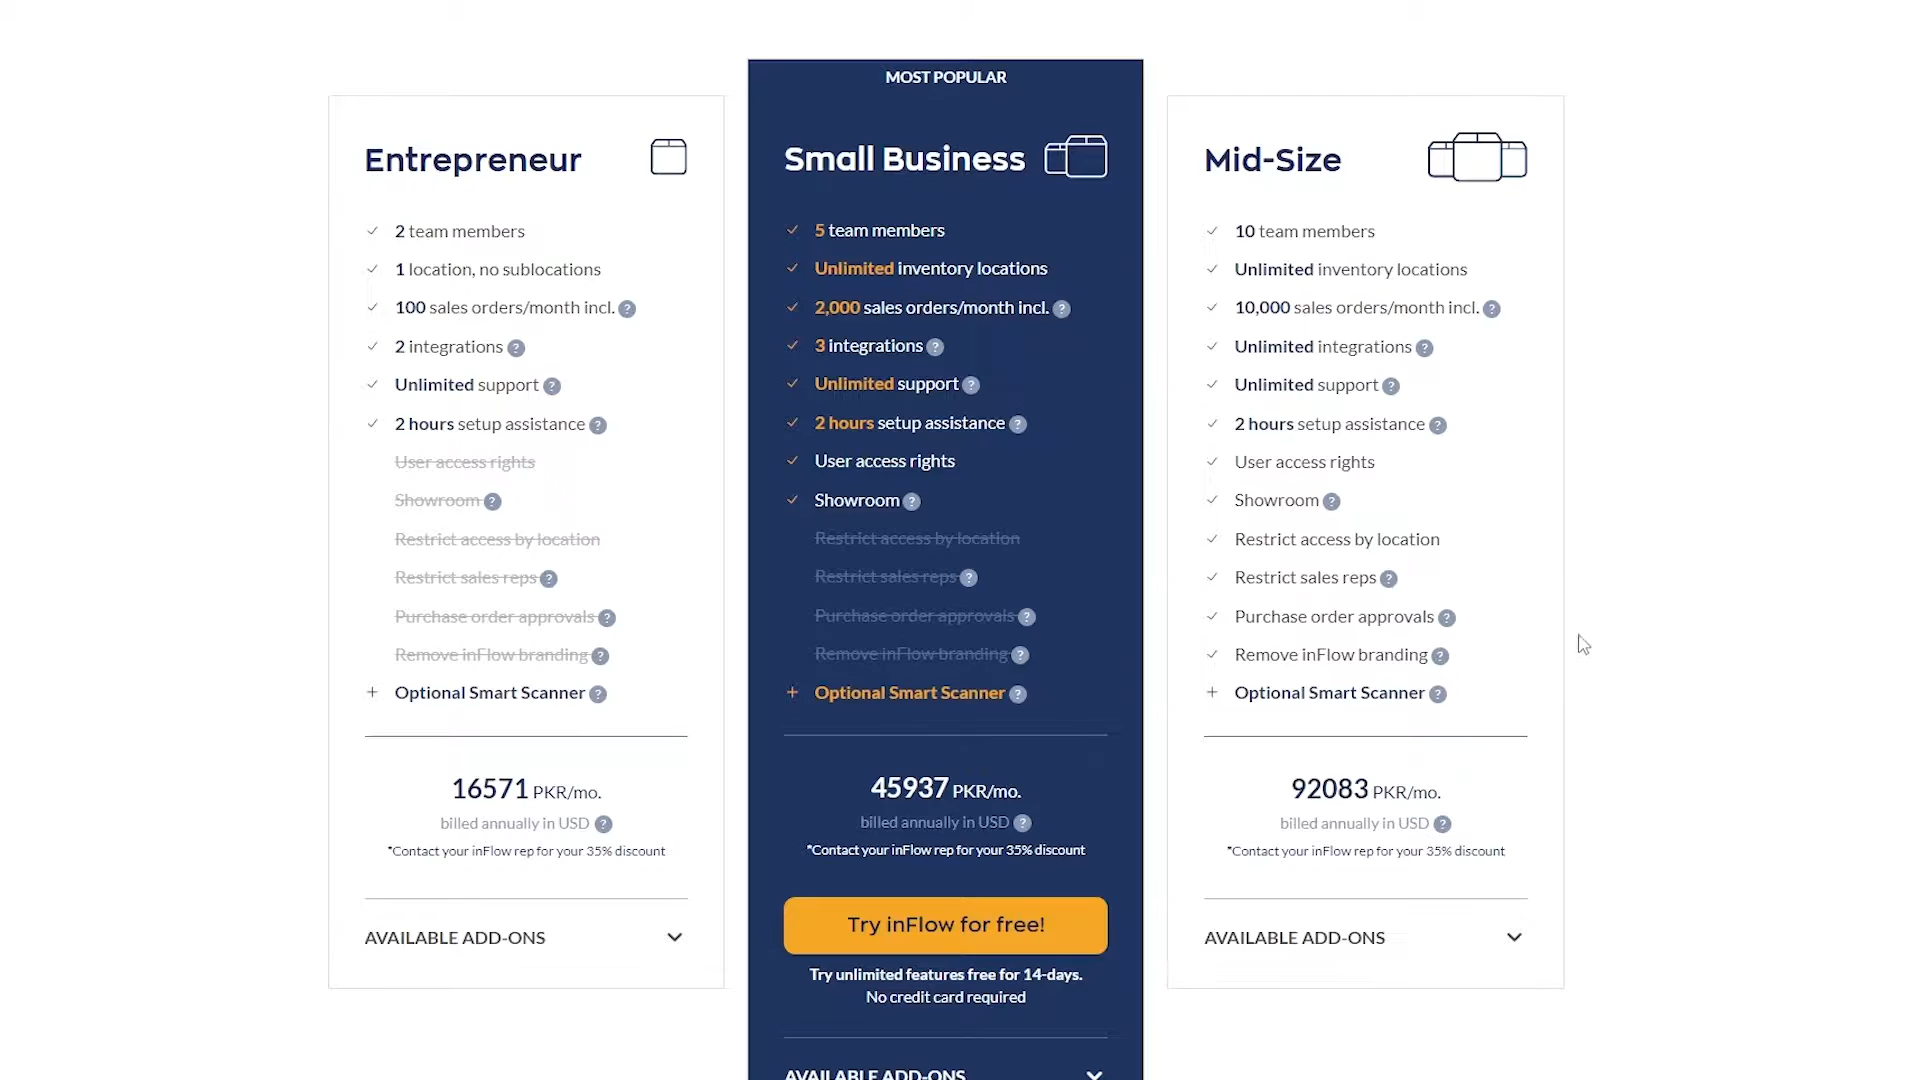 Entrepreneur
2 team members
1 location, no sublocations
100 sales orders/month incl. ?
2 integrations ?
Unlimited support ?
2 hours setup assistance ?
User access rights
Showroom ?
Restrict access by location
Restrict sales reps ?
Purchase order approvals ?
Remove inFlow branding ?
+ Optional Smart Scanner ?
16571 PKR/mo.
billed annually in USD ?
*Contact your inFlow rep for your 35% discount
AVAILABLE ADD-ONS
MOST POPULAR
Small Business
5 team members
Unlimited inventory locations
2,000 sales orders/month incl. ?
3 integrations ?
Unlimited support ?
2 hours setup assistance ?
User access rights
Showroom ?
Restrict access by location
Restrict sales reps ?
Purchase order approvals ?
Remove inFlow branding ?
+ Optional Smart Scanner ?
45937 PKR/mo.
billed annually in USD ?
*Contact your inFlow rep for your 35% discount
Try inFlow for free!
Try unlimited features free for 14-days.
No credit card required
AVAILABLE ADD-ONS
Mid-Size
10 team members
Unlimited inventory locations
10,000 sales orders/month incl. ?
Unlimited integrations ?
Unlimited support ?
2 hours setup assistance ?
User access rights
Showroom ?
Restrict access by location
Restrict sales reps ?
Purchase order approvals ?
Remove inFlow branding ?
+ Optional Smart Scanner ?
92083 PKR/mo.
billed annually in USD ?
*Contact your inFlow rep for your 35% discount
AVAILABLE ADD-ONS